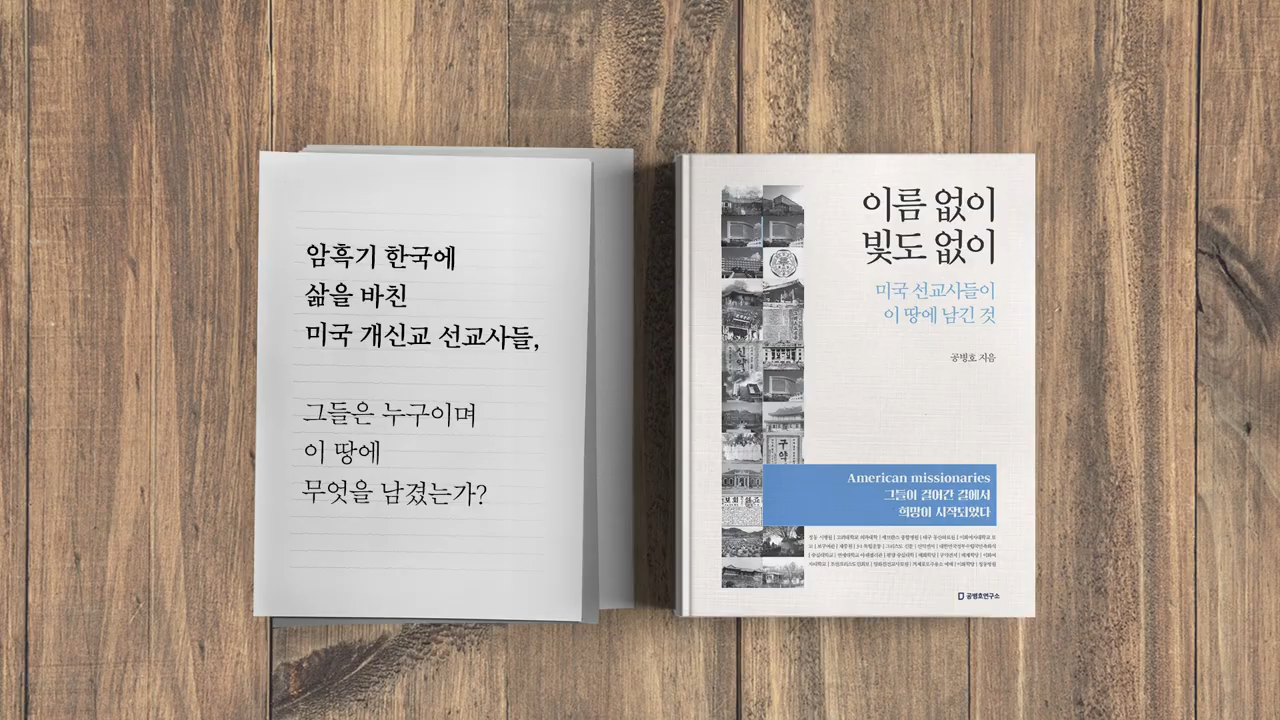 암흑기 한국에
삶을 바친
미국 개신교 선교사들,
그들은 누구이며
이 땅에
무엇을 남겼는가?
이름 없이
빛도 없이
미국 선교사들이
이 땅에 남긴 것
공병호 지음
신약
구약
American missionaries
그들이 걸어간 길에서
희망이 시작되었다
공병호연구소